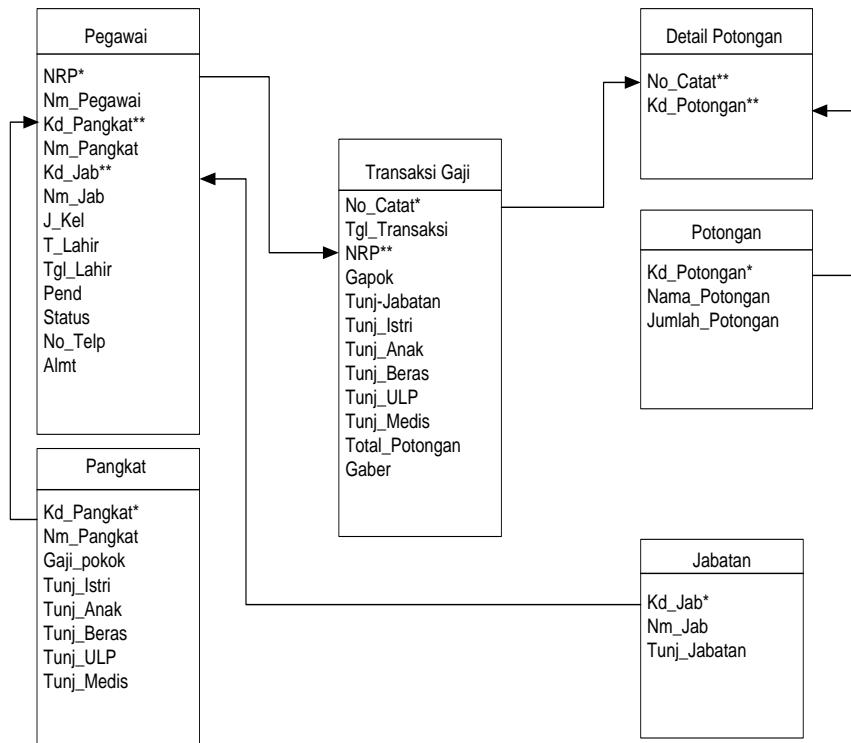 Pegawai
NRP*
Nm_Pegawai
Kd_Pangkat**
Nm_Pangkat
Kd_Jab**
Nm_Jab
J_Kel
T_Lahir
Tgl_Lahir
Pend
Status
No_Telp
Almt
Pangkat
Kd_Pangkat*
Nm_Pangkat
Gaji_pokok
Tunj_Istri
Tunj_Anak
Tunj_Beras
Tunj_ULP
Tunj_Medis
Transaksi Gaji
No_Catat*
Tgl_Transaksi
NRP**
Gapok
Tunj-Jabatan
Tunj_Istri
Tunj_Anak
Tunj_Beras
Tunj_ULP
Tunj_Medis
Total_Potongan
Gaber
Detail Potongan
No_Catat**
Kd_Potongan**
Potongan
Kd_Potongan*
Nama_Potongan
Jumlah_Potongan
Jabatan
Kd_Jab*
Nm_Jab
Tunj_Jabatan